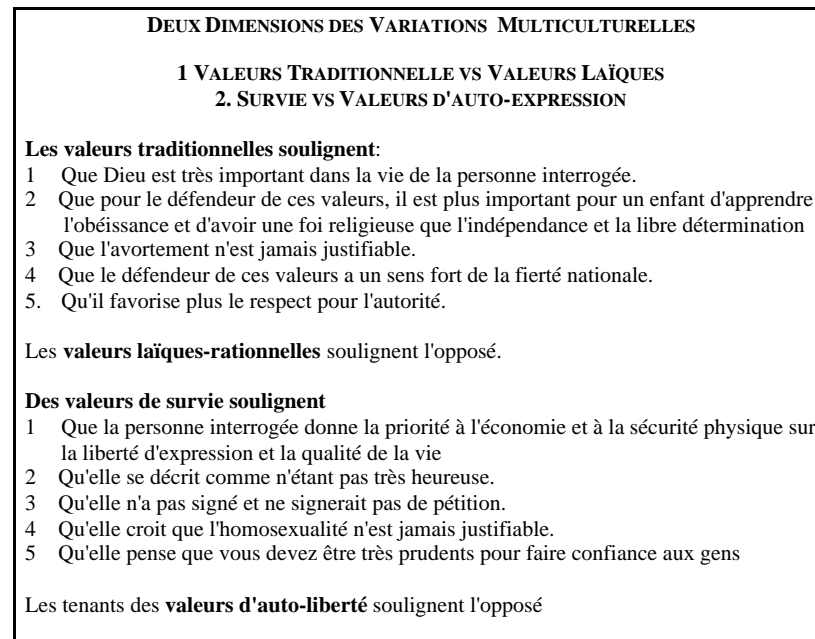 DEUX DIMENSIONS DES VARIATIONS MULTICULTURELLES
1 VALEURS TRADITIONNELLE VS VALEURS LAÏQUES
2. SURVIE VS VALEURS D'AUTO-EXPRESSION
Les valeurs traditionnelles soulignent:
1 Que Dieu est très important dans la vie de la personne interrogée.
2 Que pour le défendeur de ces valeurs, il est plus important pour un enfant d'apprendre
l'obéissance et d'avoir une foi religieuse que l'indépendance et la libre détermination
3 Que l'avortement n'est jamais justifiable.
4 Que le défendeur de ces valeurs a un sens fort de la fierté nationale.
5. Qu'il favorise plus le respect pour l'autorité.
Les valeurs laïques-rationnelles soulignent l'opposé.
Des valeurs de survie soulignent
1 Que la personne interrogée donne la priorité à l'économie et à la sécurité physique sur
la liberté d'expression et la qualité de la vie
2 Qu'elle se décrit comme n'étant pas très heureuse.
3 Qu'elle n'a pas signé et ne signerait pas de pétition.
4 Qu'elle croit que l'homosexualité n'est jamais justifiable.
5 Qu'elle pense que vous devez être très prudents pour faire confiance aux gens
Les tenants des valeurs d'auto-liberté soulignent l'opposé